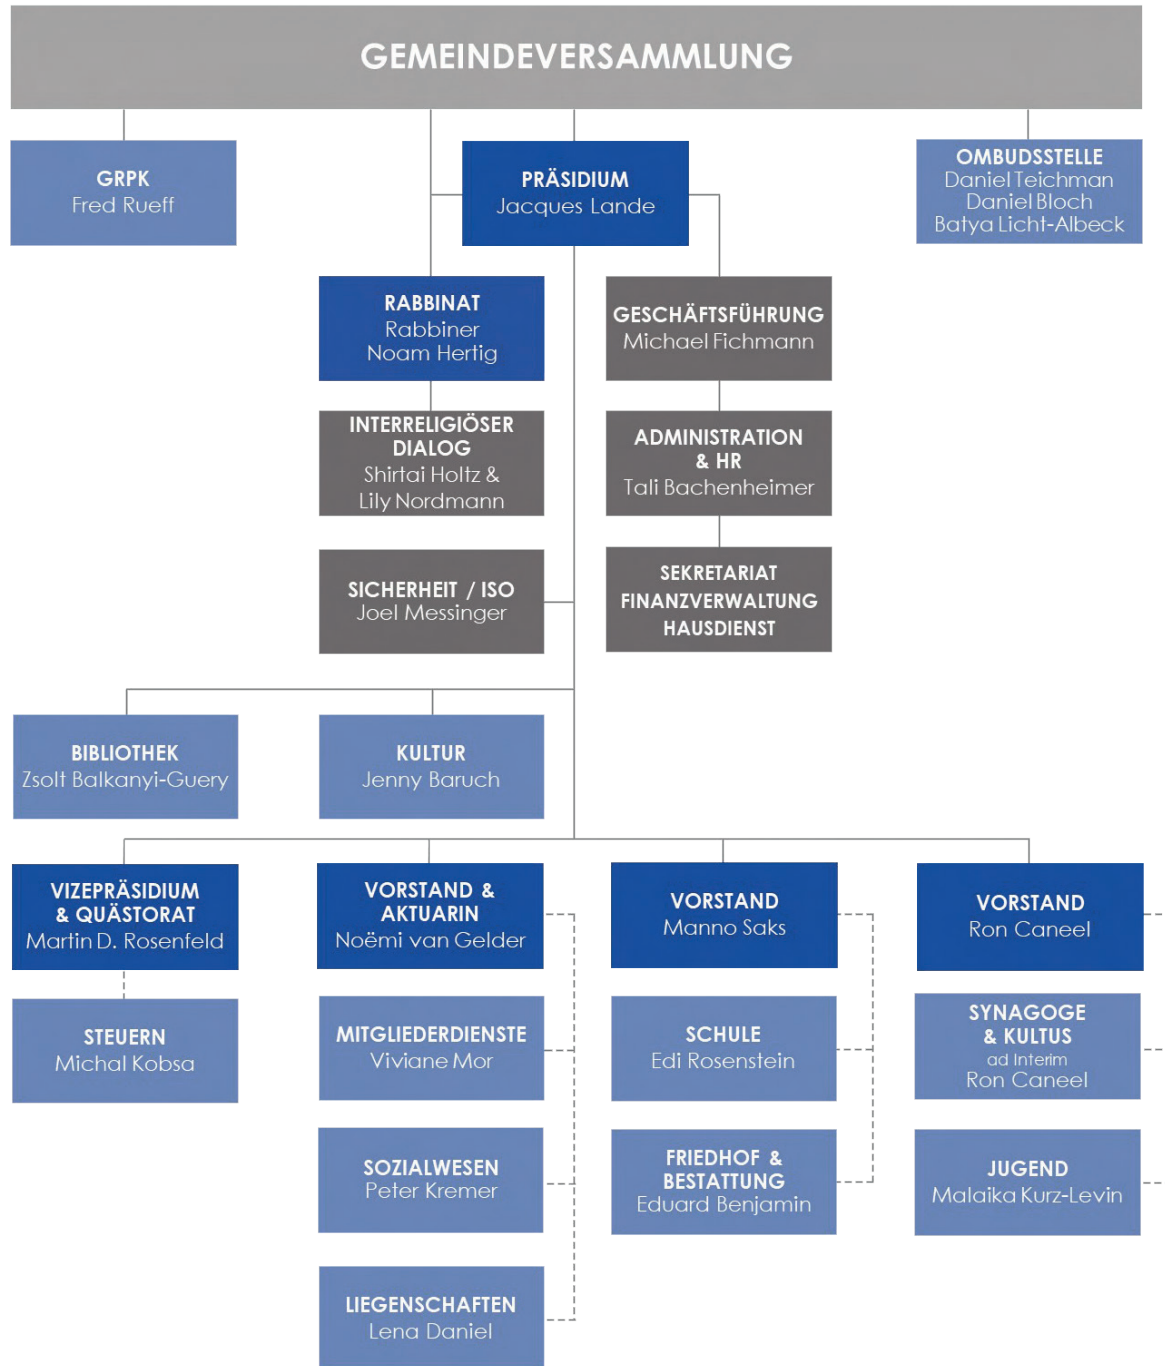 GEMEINDEVERSAMMLUNG
GRPK
Fred Rueff
PRÄSIDIUM
Jacques Lande
OMBUDSSTELLE
Daniel Teichman
Daniel Bloch
Batya Licht-Albeck
RABBINAT
Rabbiner
Noam Hertig
GESCHÄFTSFÜHRUNG
Michael Fichmann
INTERRELIGIÖSER
DIALOG
Shirtai Holtz &
Lily Nordmann
ADMINISTRATION
& HR
Tali Bachenheimer
SICHERHEIT / ISO
Joel Messinger
SEKRETARIAT
FINANZVERWALTUNG
HAUSDIENST
BIBLIOTHEK
Zsolt Balkanyi-Guery
KULTUR
Jenny Baruch
VIZEPRÄSIDIUM
& QUÄSTORAT
Martin D. Rosenfeld
VORSTAND &
AKTUARIN
Noëmi van Gelder
VORSTAND
Manno Saks
VORSTAND
Ron Caneel
STEUERN
Michal Kobsa
MITGLIEDERDIENSTE
Viviane Mor
SCHULE
Edi Rosenstein
SYNAGOGE
& KULTUS
ad Interim
Ron Caneel
SOZIALWESEN
Peter Kremer
FRIEDHOF &
BESTATTUNG
Eduard Benjamin
JUGEND
Malaika Kurz-Levin
LIEGENSCHAFTEN
Lena Daniel